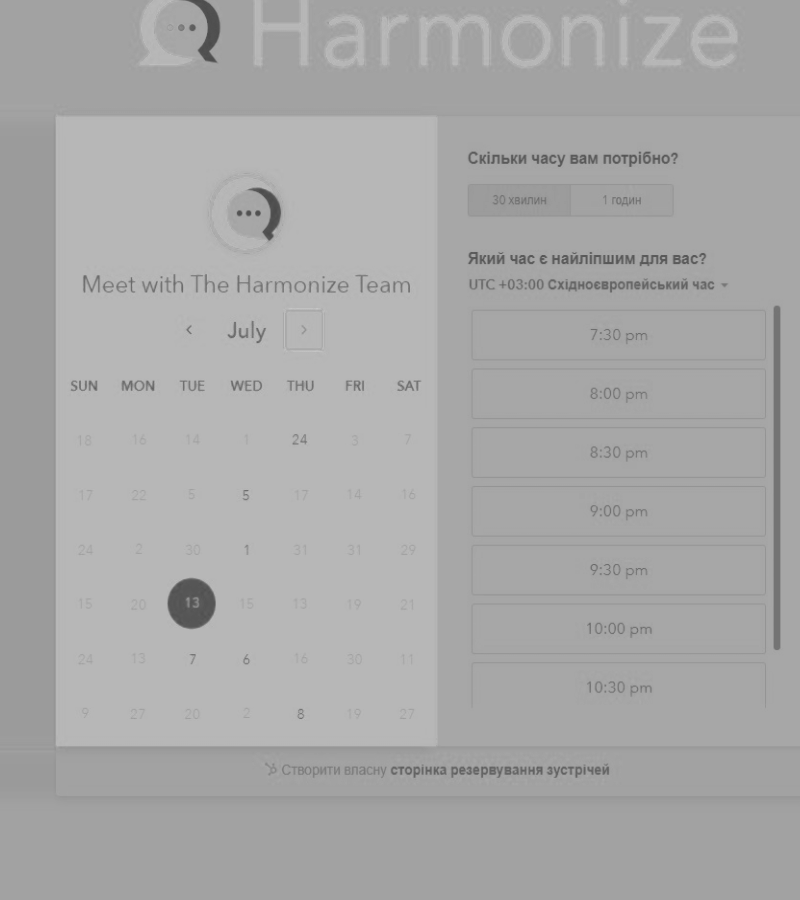 Harmonize
Meet with The Harmonize Team
July
SUN MON TUE WED THU FRI SAT
18 16 14 1 24 3 7
17 22 5 5 17 14 16
24 2 30 1 31 31 29
15 20 13 15 13 19 21
24 13 7 6 16 30 11
9 27 20 2 8 19 27
Скільки часу вам потрібно?
30 хвилин 1 годин
Який час є найліпшим для вас?
UTC +03:00 Східноєвропейський час
7:30 pm
8:00 pm
8:30 pm
9:00 pm
9:30 pm
10:00 pm
10:30 pm
Створити власну сторінка резервування зустрічей